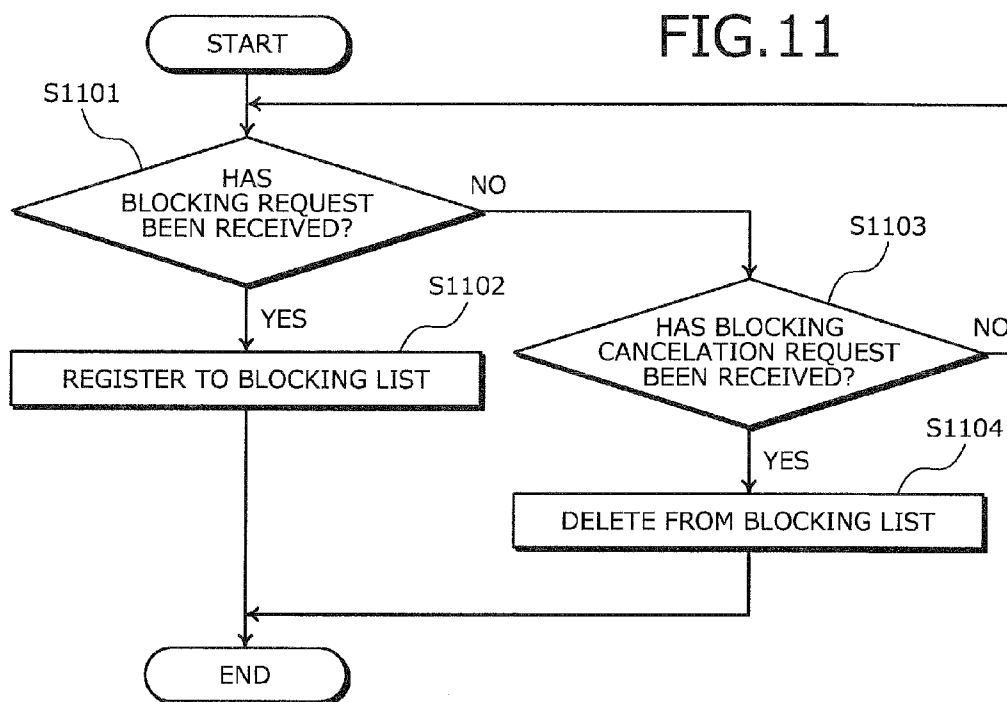 FIG.11
START
S1101
HAS
BLOCKING REQUEST
BEEN RECEIVED?
NO
YES
S1102
REGISTER TO BLOCKING LIST
S1103
HAS BLOCKING
CANCELATION REQUEST
BEEN RECEIVED?
NO
YES
S1104
DELETE FROM BLOCKING LIST
END